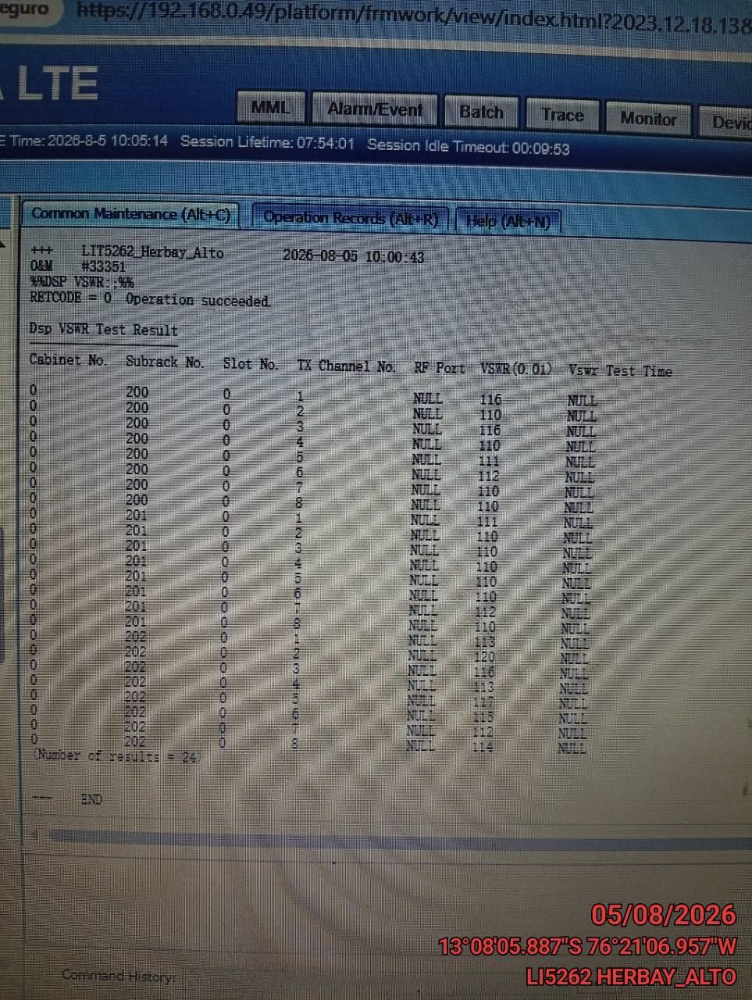 eguro https://192.168.0.49/platform/frmwork/view/index.html?2023.12.18.138
LTE
MML Alarm/Event Batch Trace Monitor
E Time: 2026-8-5 10:05:14 Session Lifetime: 07:54:01 Session Idle Timeout: 00:09:53
Common Maintenance (Alt+C) Operation Records (Alt+R) Help (Alt+N)
+++ LIT5262_Herbay_Alto 2026-08-05 10:00:43
O&M #33351
%%DSP VSWR:;%%
RETCODE = 0 Operation succeeded.
Dsp VSWR Test Result
Cabinet No. Subrack No. Slot No. TX Channel No. RF Port VSWR(0.01) Vswr Test Time
0 200 0 1 NULL 116 NULL
0 200 0 2 NULL 110 NULL
0 200 0 3 NULL 116 NULL
0 200 0 4 NULL 110 NULL
0 200 0 5 NULL 111 NULL
0 200 0 6 NULL 112 NULL
0 200 0 7 NULL 110 NULL
0 200 0 8 NULL 110 NULL
0 201 0 1 NULL 111 NULL
0 201 0 2 NULL 110 NULL
0 201 0 3 NULL 110 NULL
0 201 0 4 NULL 110 NULL
0 201 0 5 NULL 110 NULL
0 201 0 6 NULL 110 NULL
0 201 0 7 NULL 112 NULL
0 201 0 8 NULL 110 NULL
0 202 0 1 NULL 113 NULL
0 202 0 2 NULL 120 NULL
0 202 0 3 NULL 116 NULL
0 202 0 4 NULL 113 NULL
0 202 0 5 NULL 117 NULL
0 202 0 6 NULL 115 NULL
0 202 0 7 NULL 112 NULL
0 202 0 8 NULL 114 NULL
(Number of results = 24)
--- END
05/08/2026
13°08'05.887"S 76°21'06.957"W
LI5262 HERBAY_ALTO
Command History: